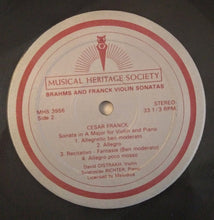 MUSICAL HERITAGE SOCIETY
BRAHMS AND FRANCK VIOLIN SONATAS
MHS 3956
Side 2
STEREO
33 1/3 RPM
CESAR FRANCK
Sonata in A Major for Violin and Piano
1. Allegretto ben moderato
2. Allegro
3. Recitativo - Fantasia (Ben moderato)
4. Allegro poco mosso
David OISTRAKH, Violin
Sviatoslav RICHTER, Piano
Licensed by Melodiya